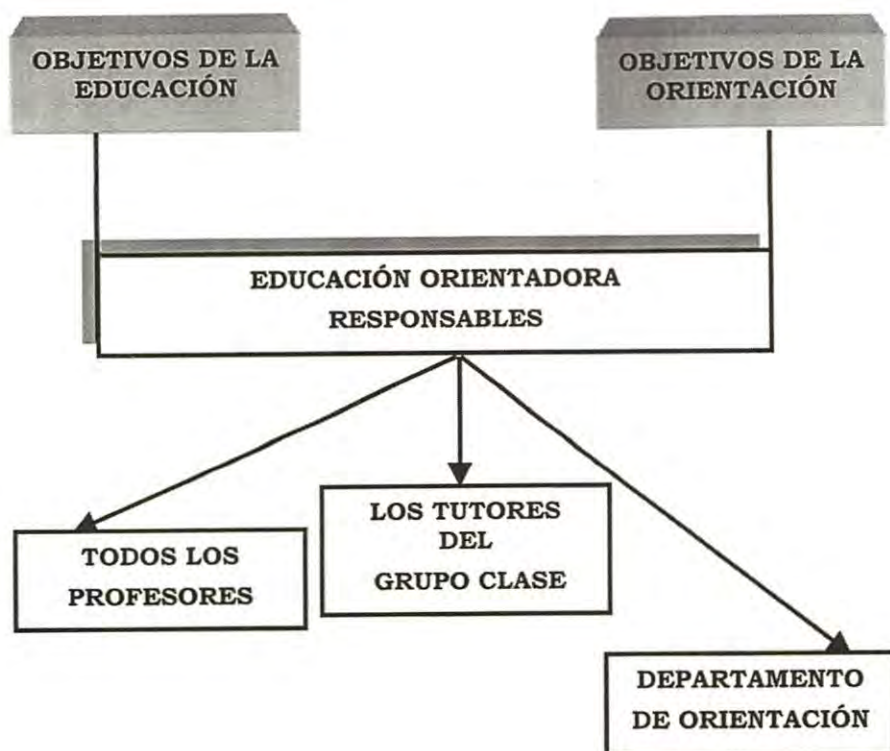 OBJETIVOS DE LA
EDUCACIÓN
OBJETIVOS DE LA
ORIENTACIÓN
EDUCACIÓN ORIENTADORA
RESPONSABLES
TODOS LOS
PROFESORES
LOS TUTORES
DEL
GRUPO CLASE
DEPARTAMENTO
DE ORIENTACIÓN